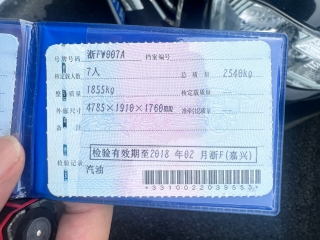 号牌号码 浙FW007A 档案编号
核定载人数 7人 总质量 2540kg
整备质量 1855kg 核定载质量
外廓尺寸 4785×1910×1760mm 准牵引总质量
备注
检验有效期至2018年02月浙F(嘉兴)
检验记录
汽油
*3310022039553*